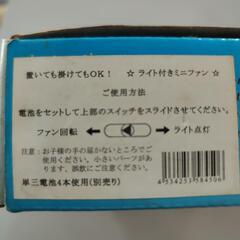 置いても掛けてもOK! ☆ライト付きミニファン
ご使用方法
電池をセットして上部のスイッチをスライドさせてください。
ファン回転 ← → ライト点灯
注意：お子様の手の届かないところで
ご使用ください。小さいパーツがあり
ます。誤飲にご注意ください。
単三電池4本使用(別売り)
4534253584506